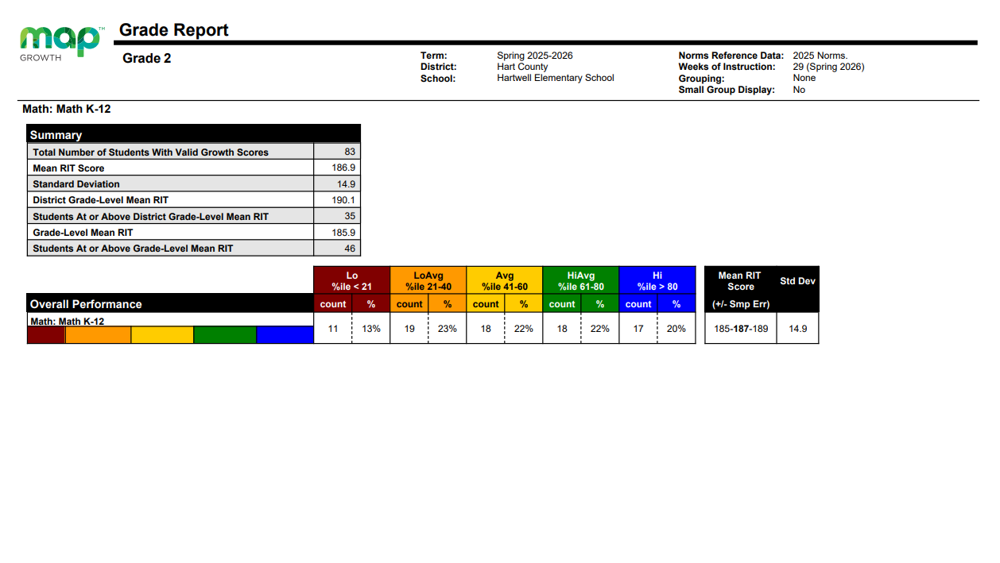 map™
GROWTH
Grade Report
Grade 2
Term: Spring 2025-2026
District: Hart County
School: Hartwell Elementary School
Norms Reference Data: 2025 Norms.
Weeks of Instruction: 29 (Spring 2026)
Grouping: None
Small Group Display: No
Math: Math K-12
Summary
Total Number of Students With Valid Growth Scores 83
Mean RIT Score 186.9
Standard Deviation 14.9
District Grade-Level Mean RIT 190.1
Students At or Above District Grade-Level Mean RIT 35
Grade-Level Mean RIT 185.9
Students At or Above Grade-Level Mean RIT 46
Lo LoAvg Avg HiAvg Hi Mean RIT Score Std Dev
%ile < 21 %ile 21-40 %ile 41-60 %ile 61-80 %ile > 80
Overall Performance count % count % count % count % count % (+/- Smp Err)
Math: Math K-12
11 13% 19 23% 18 22% 18 22% 17 20% 185-187-189 14.9